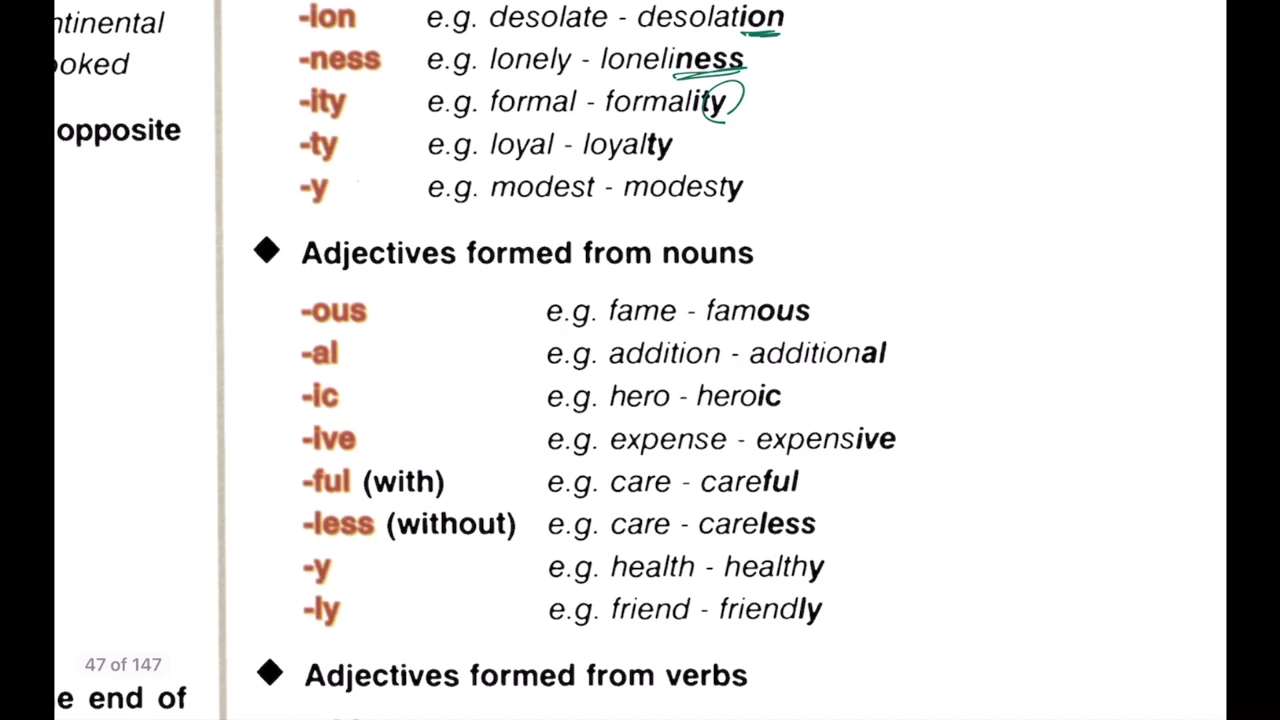 ntinental
ooked
opposite
e end of
-ion e.g. desolate - desolation
-ness e.g. lonely - loneliness
-ity e.g. formal - formality
-ty e.g. loyal - loyalty
-y e.g. modest - modesty
◆ Adjectives formed from nouns
-ous e.g. fame - famous
-al e.g. addition - additional
-ic e.g. hero - heroic
-ive e.g. expense - expensive
-ful (with) e.g. care - careful
-less (without) e.g. care - careless
-y e.g. health - healthy
-ly e.g. friend - friendly
◆ Adjectives formed from verbs
47 of 147